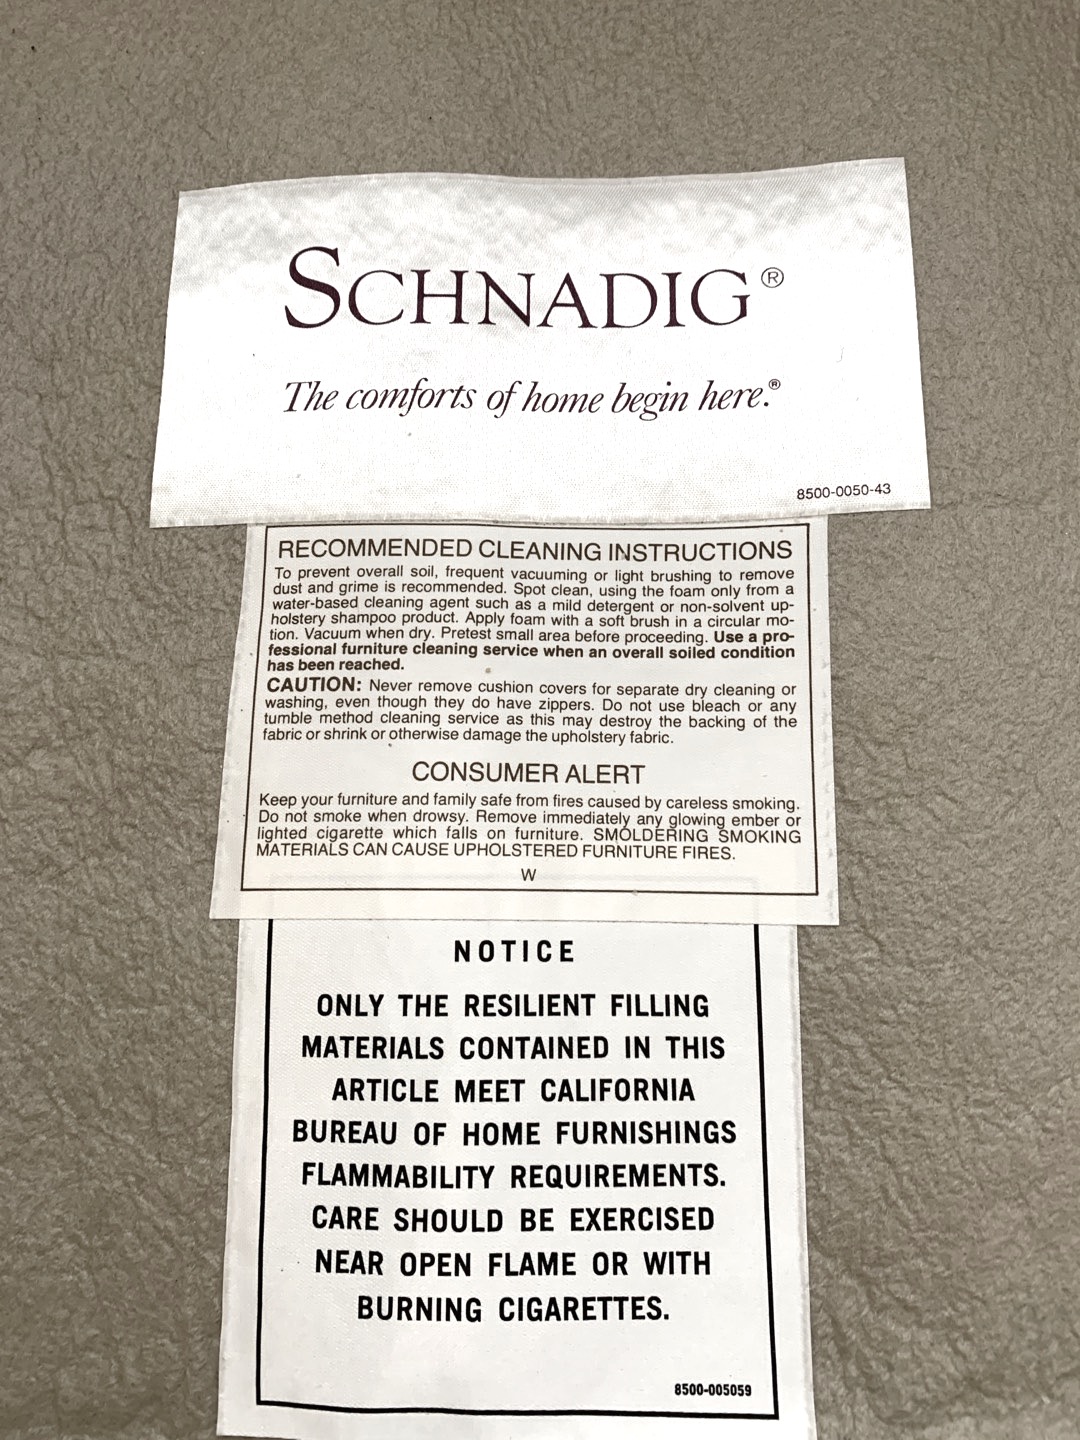 SCHNADIG®
The comforts of home begin here.®
8500-0050-43
RECOMMENDED CLEANING INSTRUCTIONS
To prevent overall soil, frequent vacuuming or light brushing to remove
dust and grime is recommended. Spot clean, using the foam only from a
water-based cleaning agent such as a mild detergent or non-solvent up-
holstery shampoo product. Apply foam with a soft brush in a circular mo-
tion. Vacuum when dry. Pretest small area before proceeding. Use a pro-
fessional furniture cleaning service when an overall soiled condition
has been reached.
CAUTION: Never remove cushion covers for separate dry cleaning or
washing, even though they do have zippers. Do not use bleach or any
tumble method cleaning service as this may destroy the backing of the
fabric or shrink or otherwise damage the upholstery fabric.
CONSUMER ALERT
Keep your furniture and family safe from fires caused by careless smoking.
Do not smoke when drowsy. Remove immediately any glowing ember or
lighted cigarette which falls on furniture. SMOLDERING SMOKING
MATERIALS CAN CAUSE UPHOLSTERED FURNITURE FIRES.
W
NOTICE
ONLY THE RESILIENT FILLING
MATERIALS CONTAINED IN THIS
ARTICLE MEET CALIFORNIA
BUREAU OF HOME FURNISHINGS
FLAMMABILITY REQUIREMENTS.
CARE SHOULD BE EXERCISED
NEAR OPEN FLAME OR WITH
BURNING CIGARETTES.
8500-005059